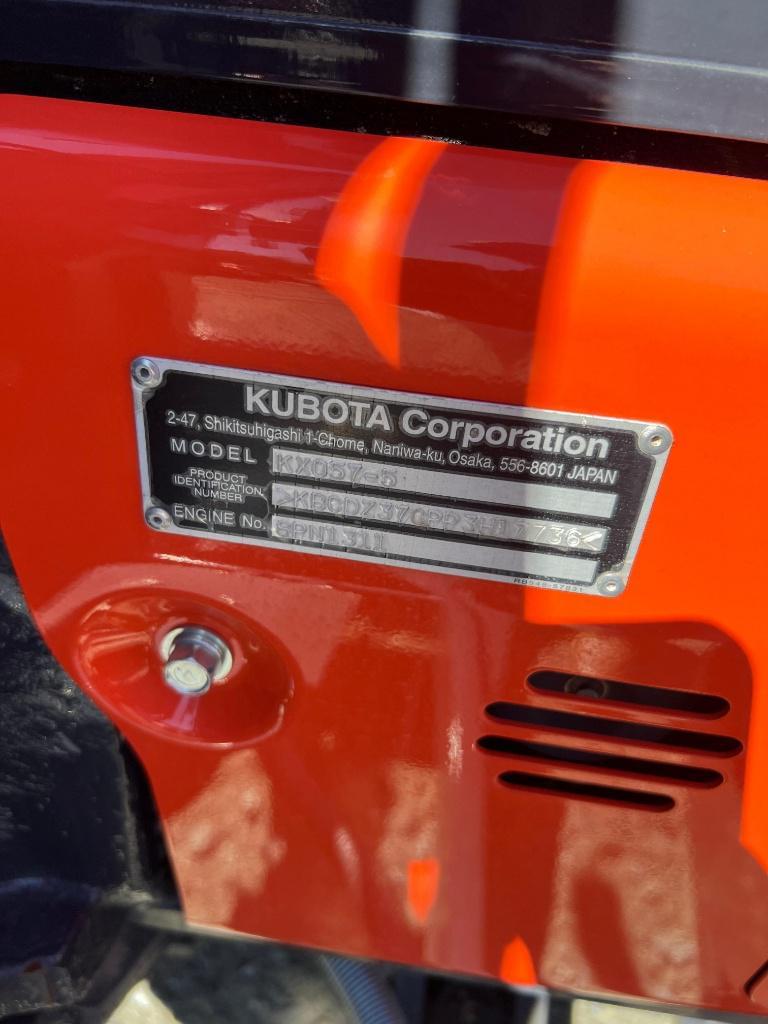 KUBOTA Corporation
2-47, Shikitsuhigashi 1-Chome, Naniwa-ku, Osaka, 556-8601 JAPAN
MODEL KX057-5
PRODUCT
IDENTIFICATION
NUMBER
ENGINE No. SPN1311